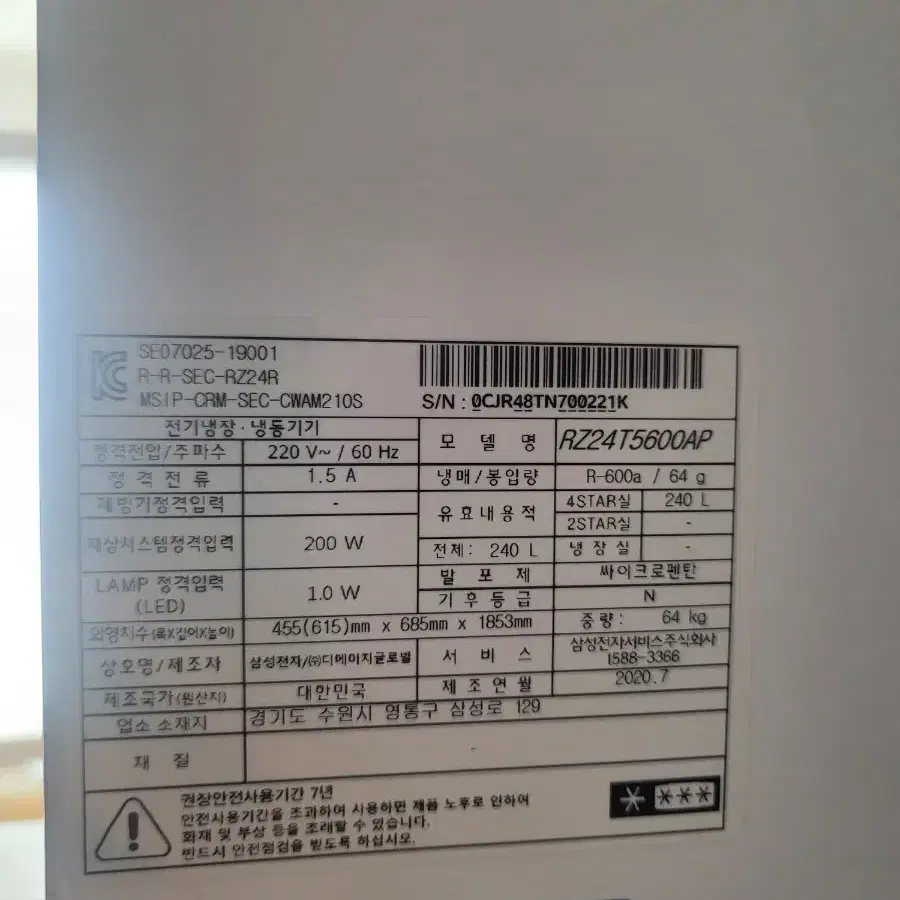 SE07025-19001
R-R-SEC-RZ24R
MSIP-CRM-SEC-CWAM210S
S/N : 0CJR48TN700221K
전기냉장·냉동기기
모 델 명 RZ24T5600AP
정격전압/주파수 220 V~ / 60 Hz
정 격 전 류 1.5 A
냉매/봉입량 R-600a / 64 g
제빙기정격입력 -
유효내용적 4STAR실 240 L
2STAR실 -
제상시스템정격입력 200 W
전체: 240 L 냉 장 실 -
발 포 제 싸이크로펜탄
LAMP 정격입력
(LED) 1.0 W
기후등급 N
외형치수(폭X깊이X높이) 455(615)mm x 685mm x 1853mm
중량: 64 kg
상호명/제조자 삼성전자/㈜디에이치글로벌
서 비 스 삼성전자서비스주식회사
1588-3366
제조국가(원산지) 대한민국
제 조 연 월 2020.7
업소 소재지 경기도 수원시 영통구 삼성로 129
재 질 -
권장안전사용기간 7년
안전사용기간을 초과하여 사용하면 제품 노후로 인하여
화재 및 부상 등을 초래할 수 있습니다.
반드시 안전점검을 받도록 하십시오.